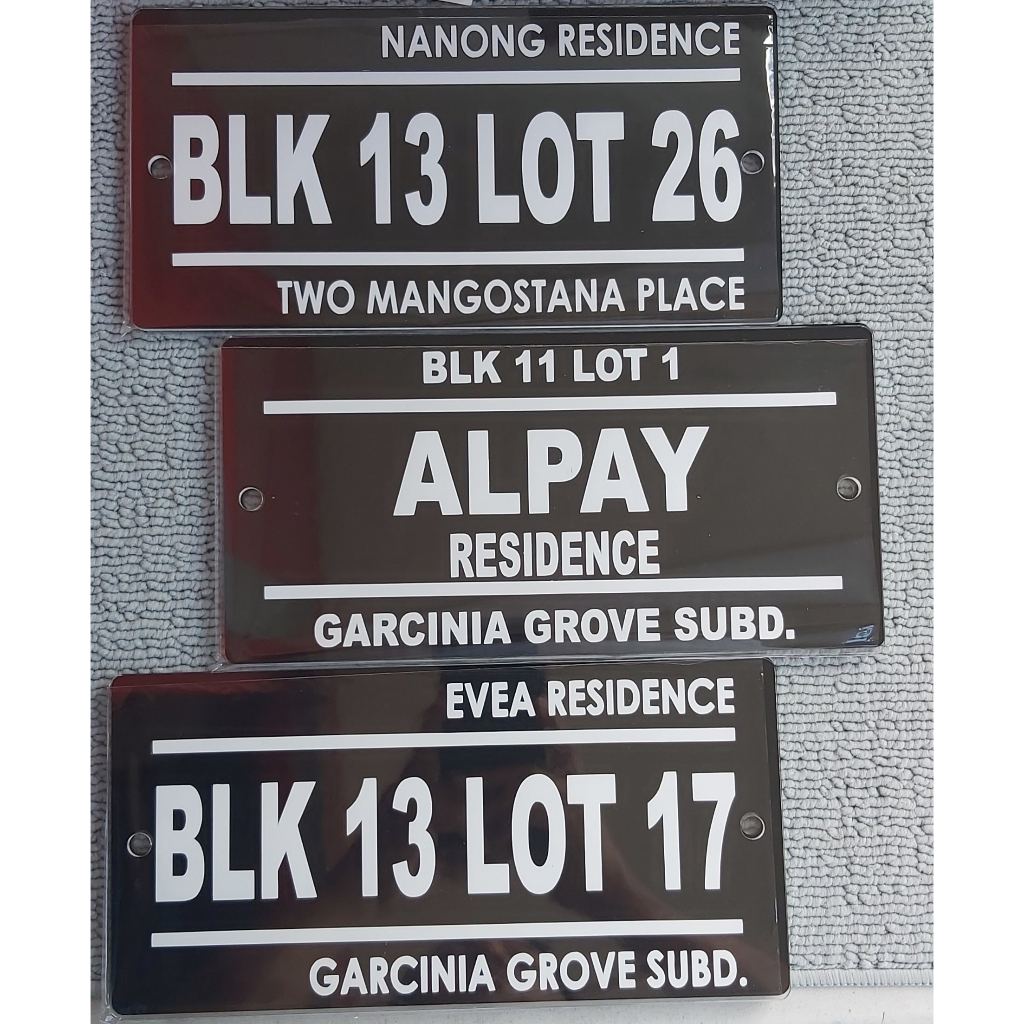 NANONG RESIDENCE
BLK 13 LOT 26
TWO MANGOSTANA PLACE
BLK 11 LOT 1
ALPAY
RESIDENCE
GARCINIA GROVE SUBD.
EVEA RESIDENCE
BLK 13 LOT 17
GARCINIA GROVE SUBD.